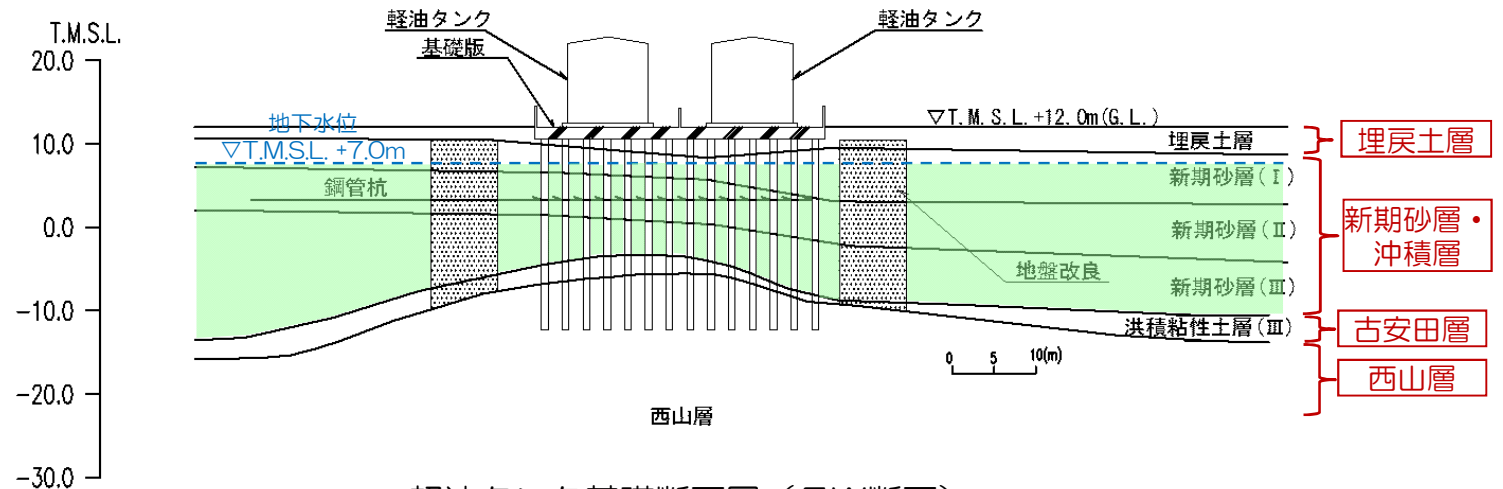 T.M.S.L.
20.0
10.0
0.0
-10.0
-20.0
-30.0
軽油タンク
軽油タンク
基礎版
地下水位
▽T.M.S.L. +7.0m
▽T.M.S.L.+12.0m(G.L.)
埋戻土層
新期砂層(Ⅰ)
鋼管杭
新期砂層(Ⅱ)
地盤改良
新期砂層(Ⅲ)
洪積粘性土層(Ⅲ)
0 5 10(m)
西山層
埋戻土層
新期砂層・
沖積層
古安田層
西山層